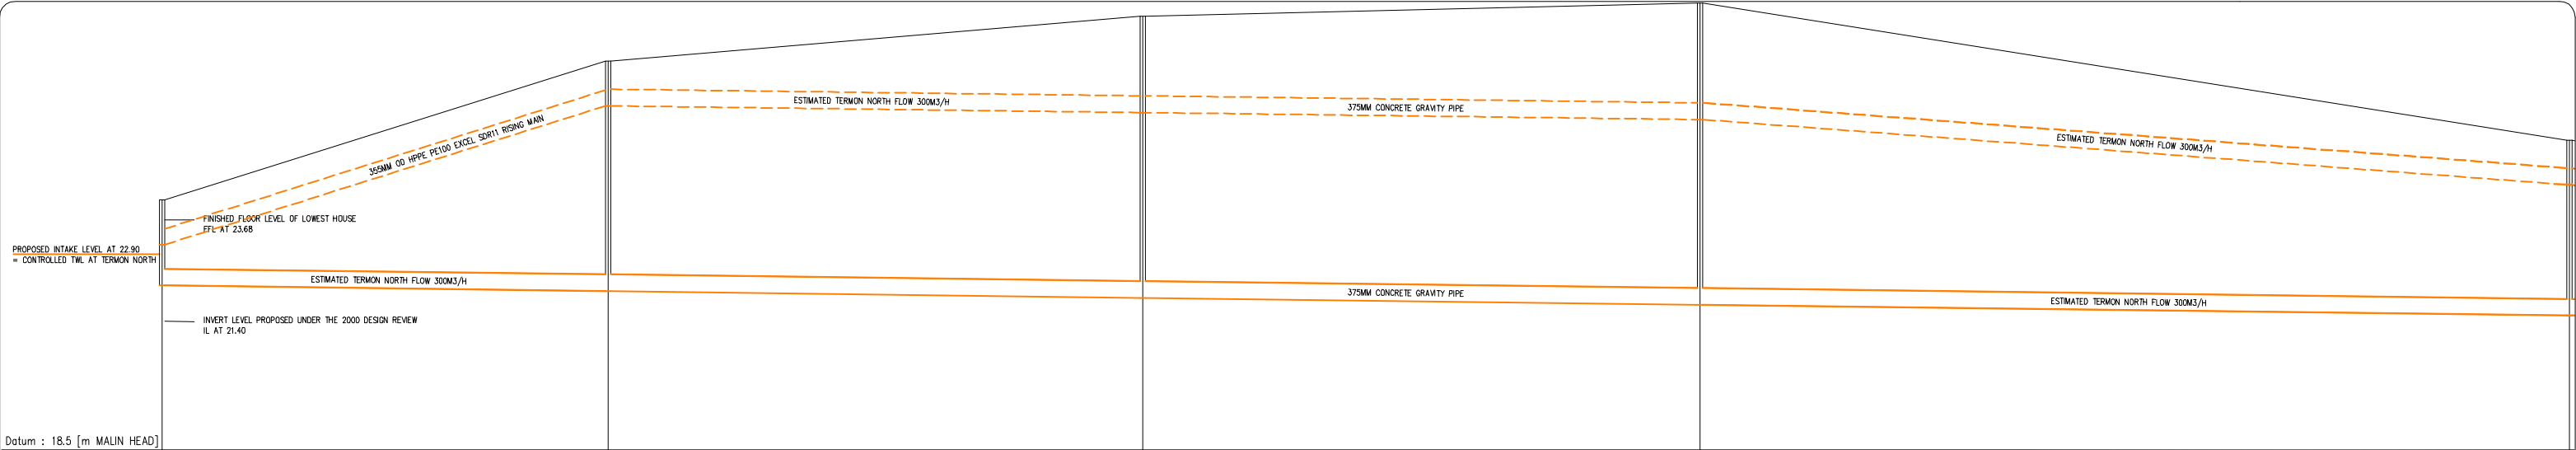 ESTIMATED TERMON NORTH FLOW 300M3/H
375MM CONCRETE GRAVITY PIPE
355MM OD HPPE PE100 EXCEL SDR11 RISING MAIN
ESTIMATED TERMON NORTH FLOW 300M3/H
FINISHED FLOOR LEVEL OF LOWEST HOUSE
FFL AT 23.68
PROPOSED INTAKE LEVEL AT 22.90
= CONTROLLED TWL AT TERMON NORTH
ESTIMATED TERMON NORTH FLOW 300M3/H
375MM CONCRETE GRAVITY PIPE
ESTIMATED TERMON NORTH FLOW 300M3/H
INVERT LEVEL PROPOSED UNDER THE 2000 DESIGN REVIEW
IL AT 21.40
Datum : 18.5 [m MALIN HEAD]